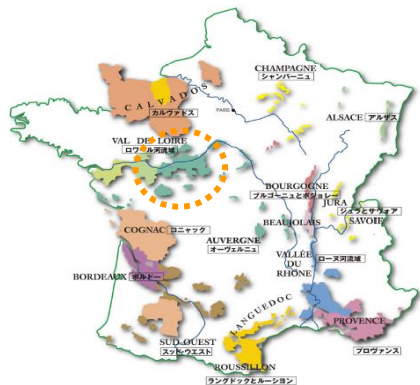 CHAMPAGNE
シャンパーニュ
CALVADOS
カルヴァドス
PARIS
ALSACE アルザス
VAL DE LOIRE
ロワール河流域
BOURGOGNE
ブルゴーニュとボジョレー
JURA
ジュラとサヴォア
SAVOIE
COGNAC コニャック
BEAUJOLAIS
AUVERGNE
オーヴェルニュ
VALLÉE
DU
RHÔNE
ローヌ河流域
BORDEAUX ボルドー
LANGUEDOC
PROVENCE
プロヴァンス
SUD-OUEST
スッド・ウエスト
ROUSSILLON
ラングドックとルーション